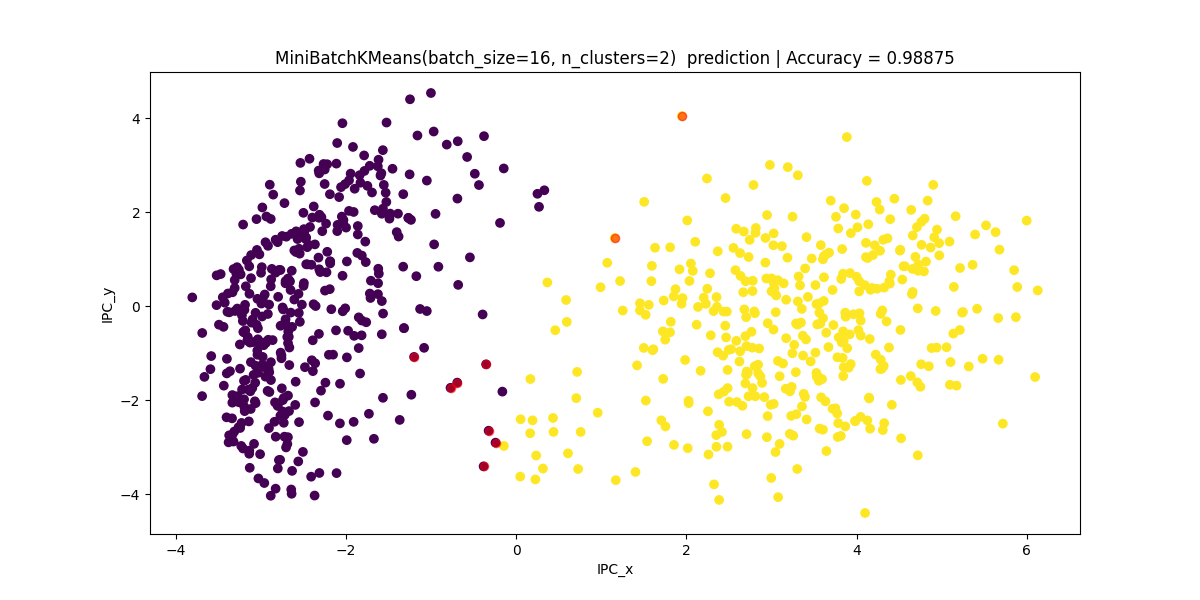 MiniBatchKMeans(batch_size=16, n_clusters=2)  prediction | Accuracy = 0.98875
4
2
0
−2
−4
IPC_y
−4 −2 0 2 4 6
IPC_x